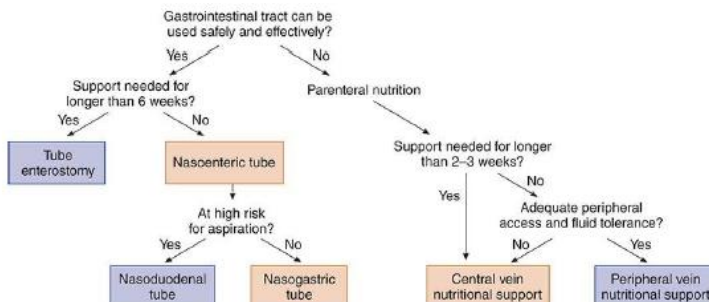 Gastrointestinal tract can be
used safely and effectively?
Yes
No
Support needed for
longer than 6 weeks?
Parenteral nutrition
Yes
No
Tube
enterostomy
Nasoenteric tube
Support needed for longer
than 2–3 weeks?
Yes
No
At high risk
for aspiration?
Adequate peripheral
access and fluid tolerance?
Yes
No
No
Yes
Nasoduodenal
tube
Nasogastric
tube
Central vein
nutritional support
Peripheral vein
nutritional support